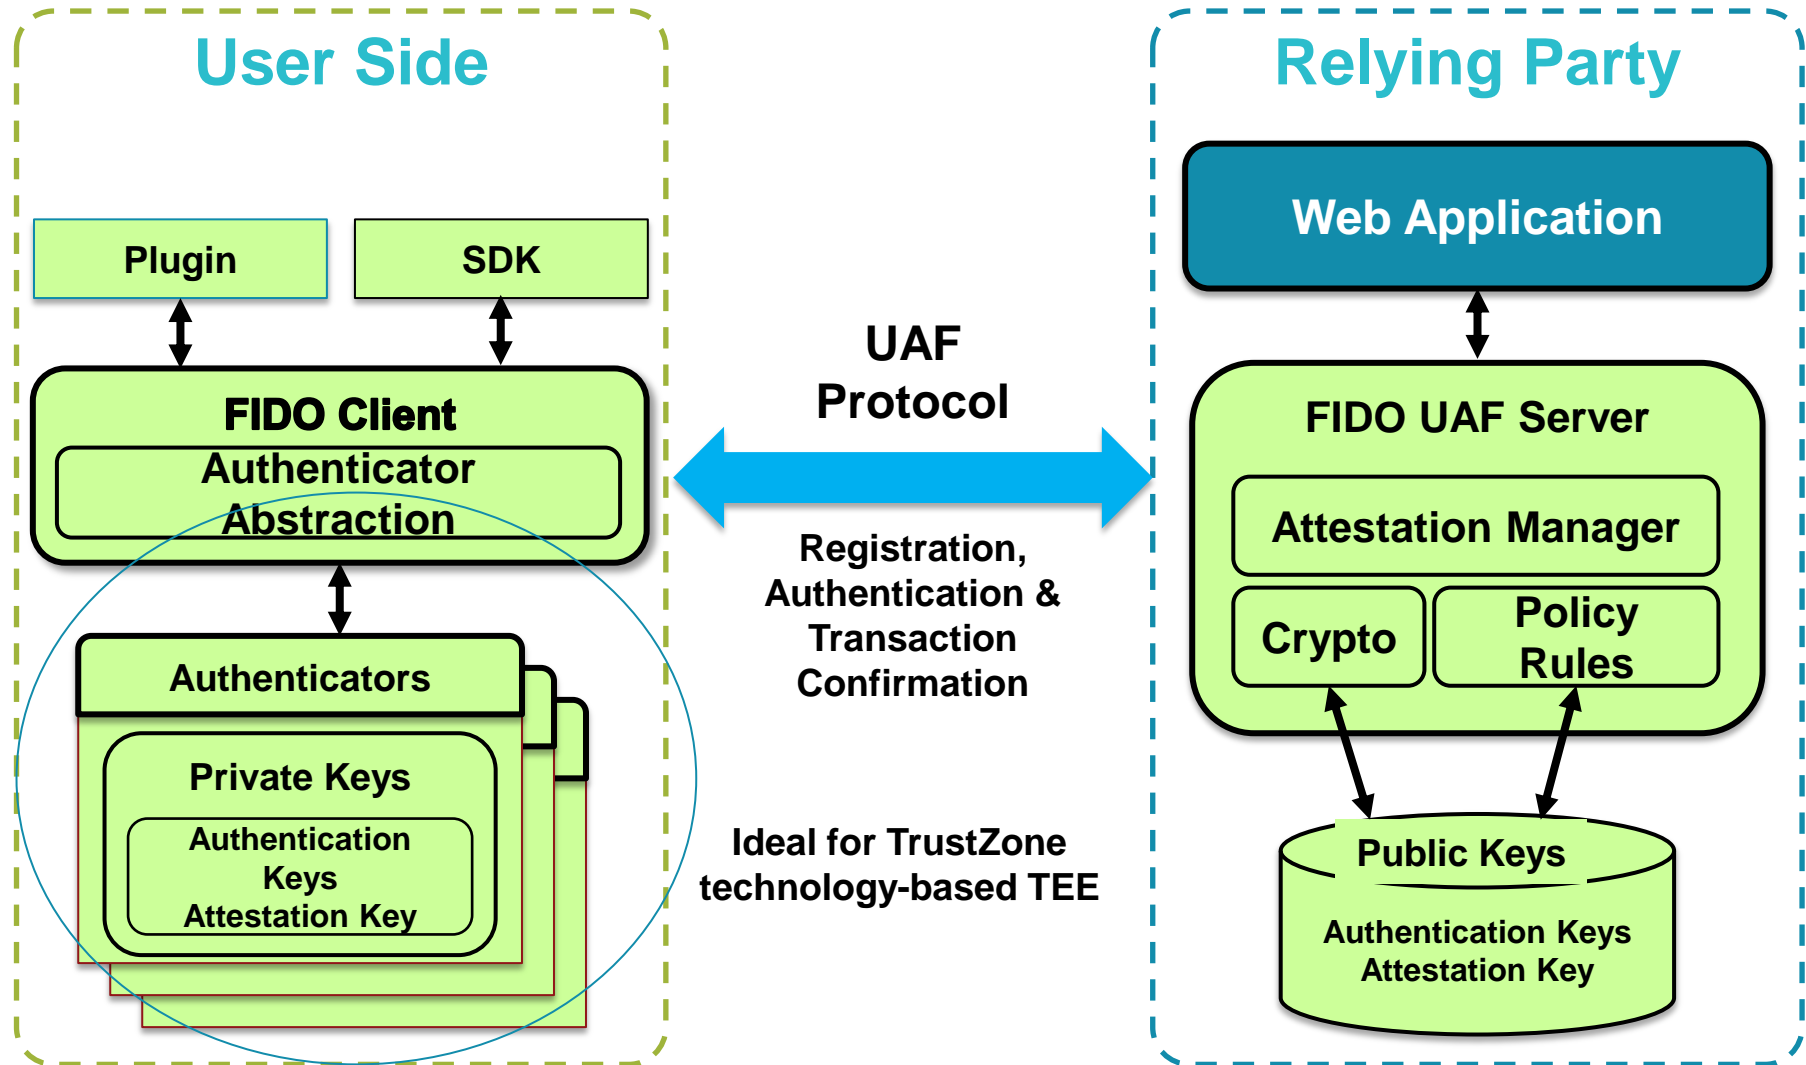 User Side
Plugin
SDK
FIDO Client
Authenticator
Abstraction
Authenticators
Private Keys
Authentication
Keys
Attestation Key
UAF
Protocol
Registration,
Authentication &
Transaction
Confirmation
Ideal for TrustZone
technology-based TEE
Relying Party
Web Application
FIDO UAF Server
Attestation Manager
Crypto
Policy
Rules
Public Keys
Authentication Keys
Attestation Key